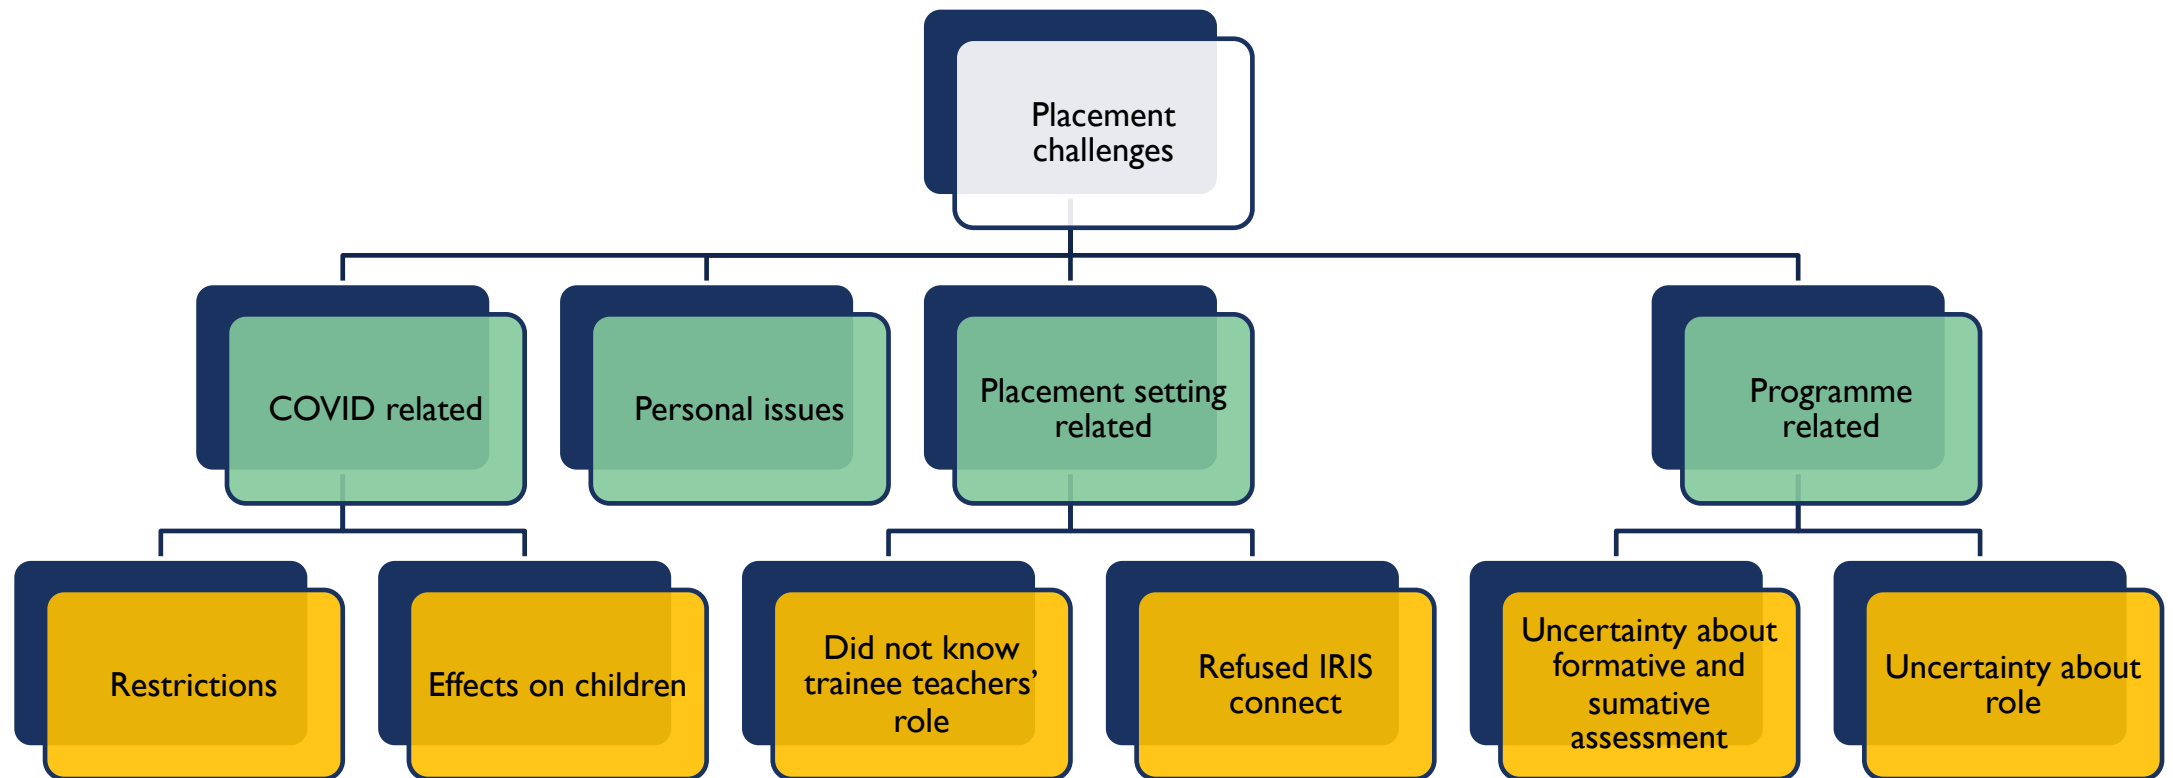 Placement
challenges
COVID related
Personal issues
Placement setting
related
Programme
related
Restrictions
Effects on children
Did not know
trainee teachers’
role
Refused IRIS
connect
Uncertainty about
formative and
sumative
assessment
Uncertainty about
role